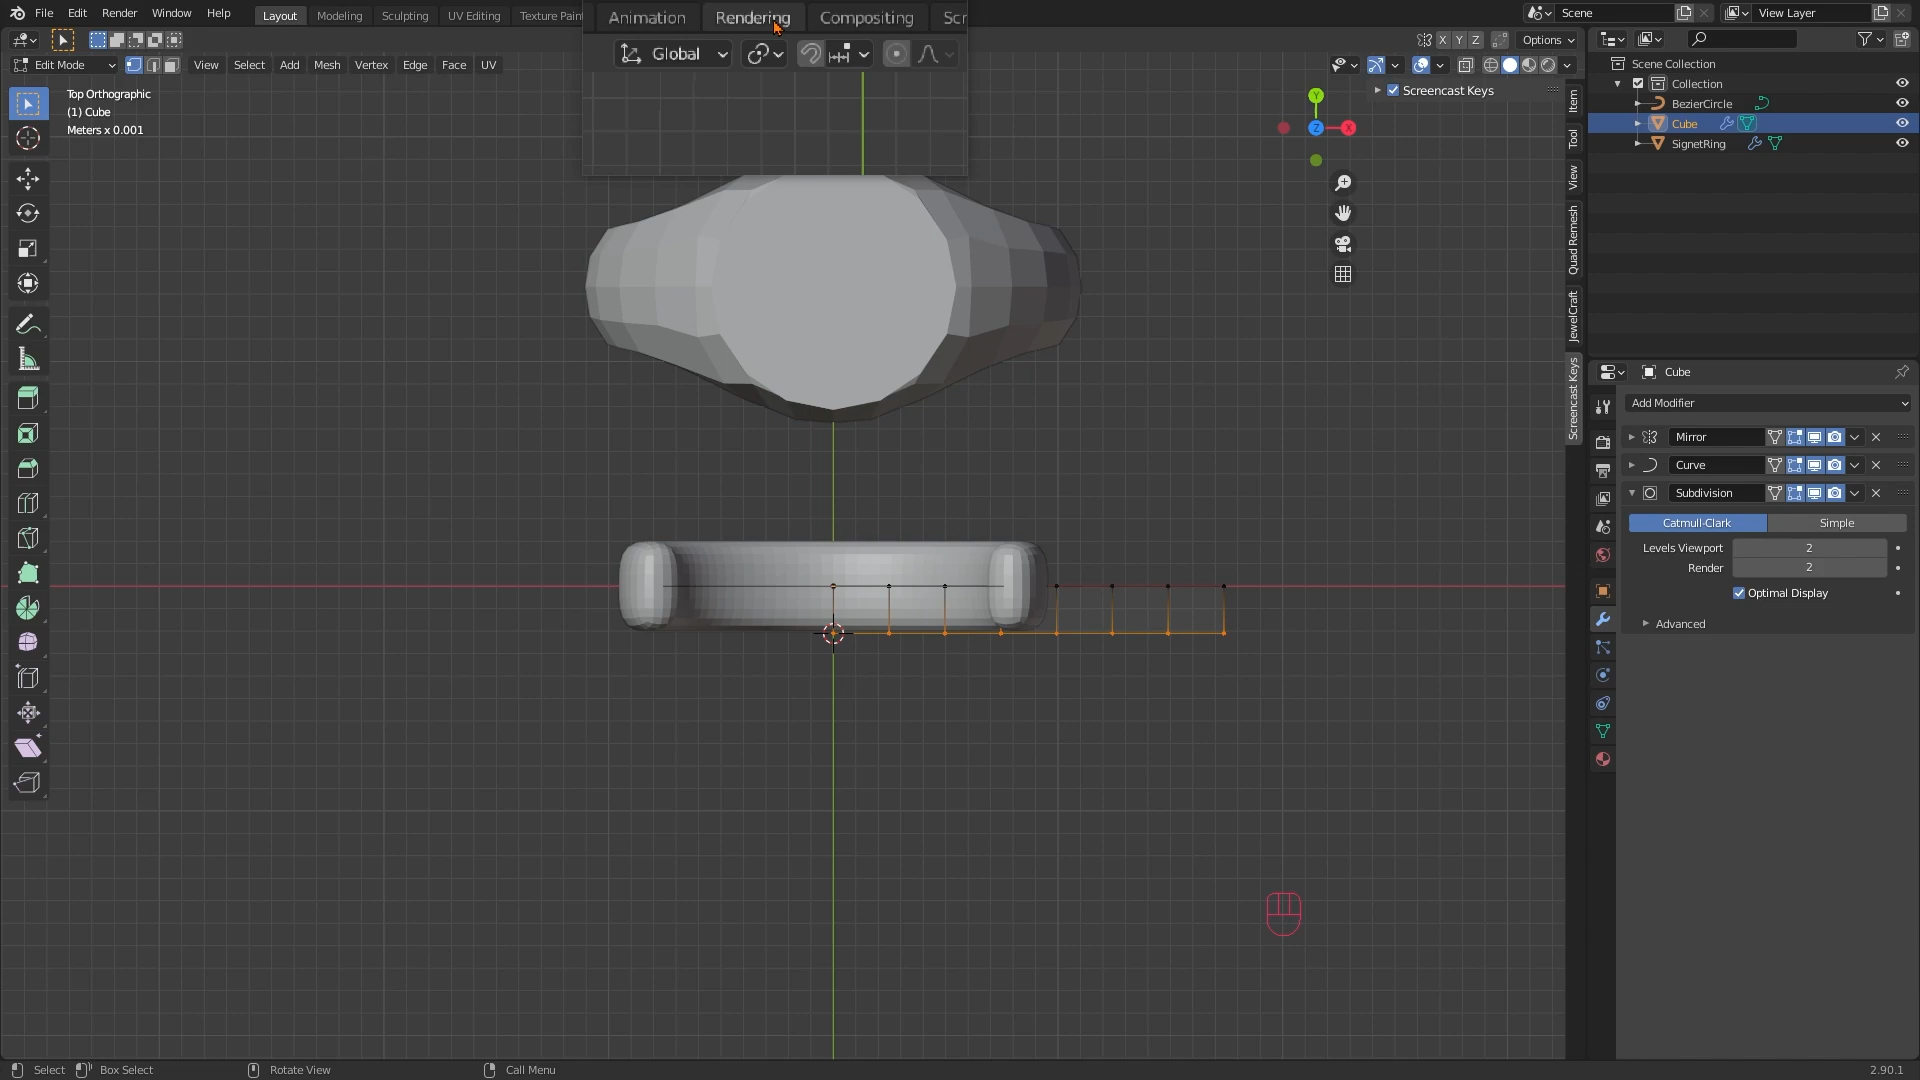 File Edit Render Window Help Layout Modeling Sculpting UV Editing Texture Pain Animation Rendering Compositing Scr Scene View Layer
Global X Y Z Options
Edit Mode View Select Add Mesh Vertex Edge Face UV
Top Orthographic
(1) Cube
Meters x 0.001
Screencast Keys
Y
Z
X
Item
Tool
View
Quad Remesh
JewelCraft
Screencast Keys
Scene Collection
Collection
BezierCircle
Cube
SignetRing
Cube
Add Modifier
Mirror
Curve
Subdivision
Catmull-Clark Simple
Levels Viewport 2
Render 2
Optimal Display
Advanced
Select Box Select Rotate View Call Menu 2.90.1